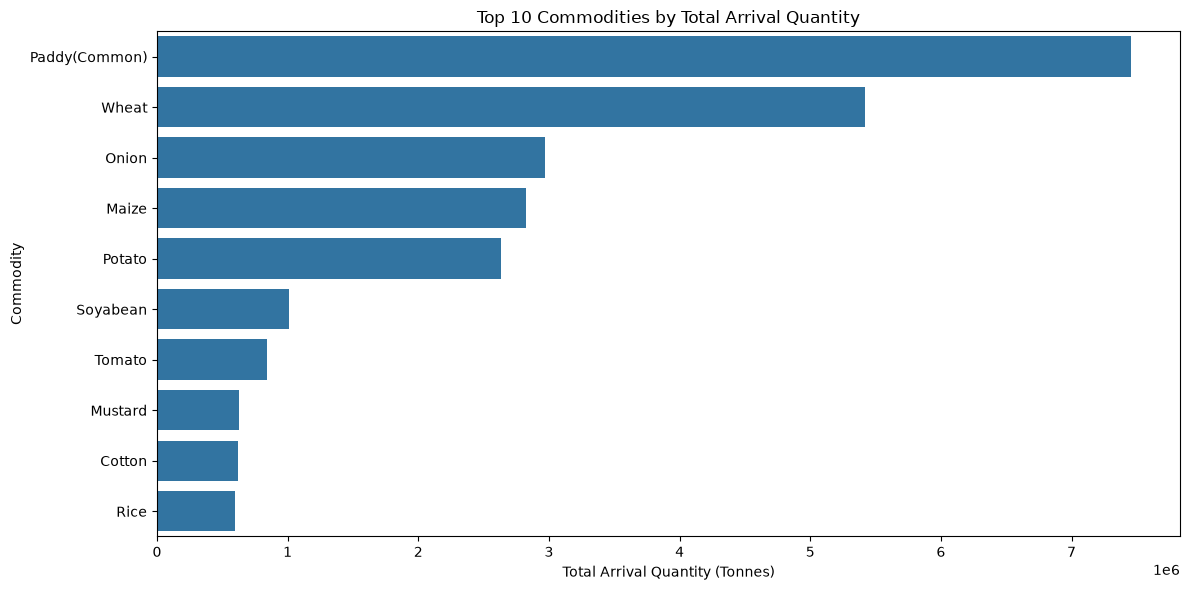 Top 10 Commodities by Total Arrival Quantity
Commodity
Paddy(Common)
Wheat
Onion
Maize
Potato
Soyabean
Tomato
Mustard
Cotton
Rice
0 1 2 3 4 5 6 7
1e6
Total Arrival Quantity (Tonnes)